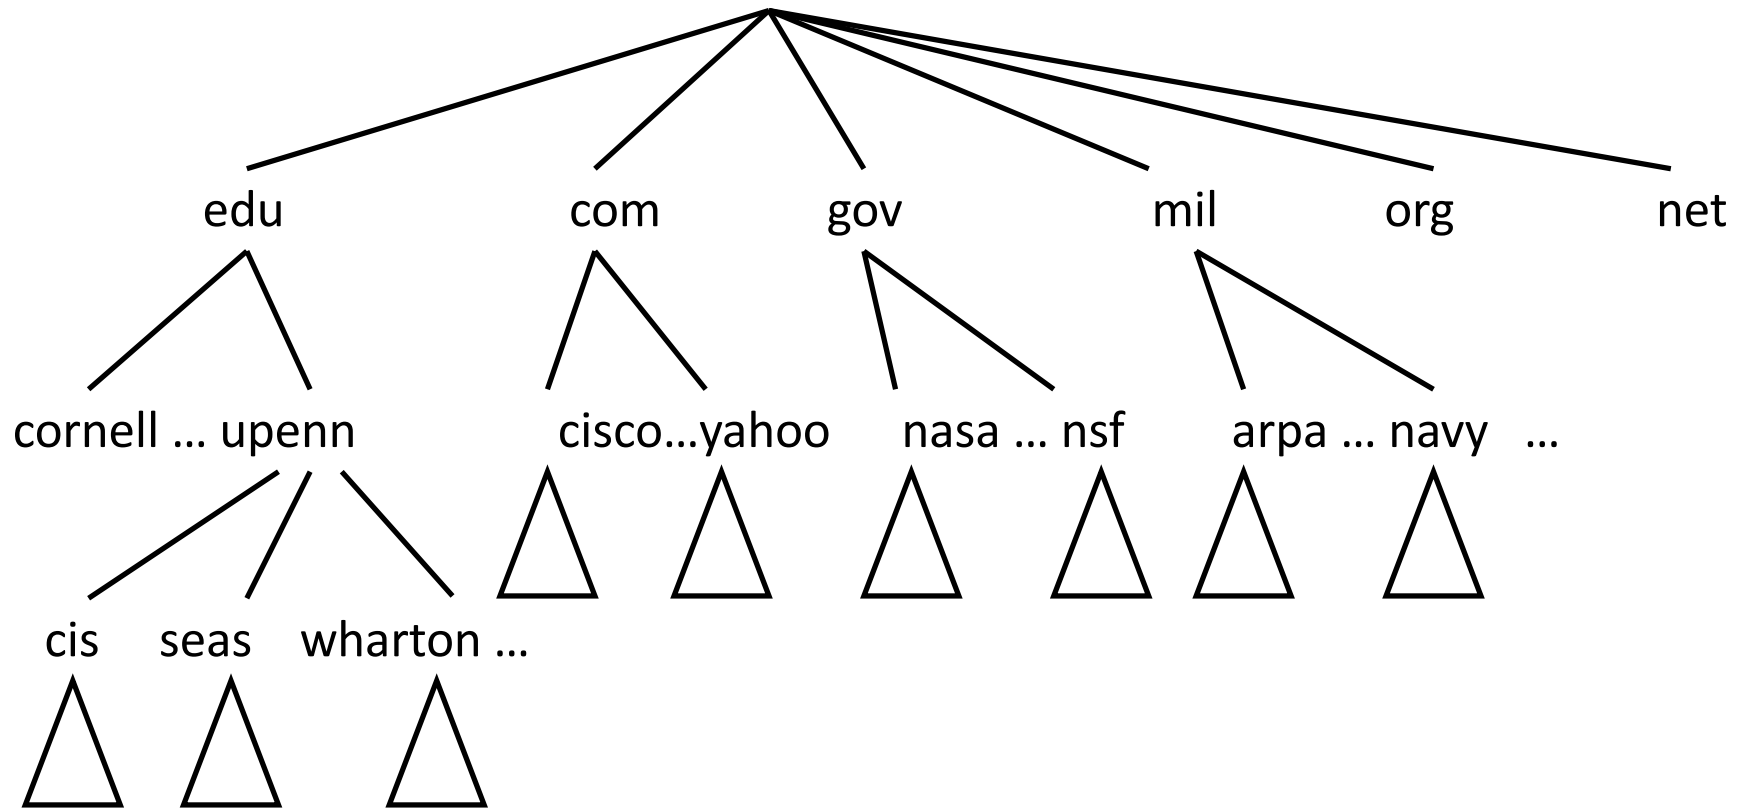 edu com gov mil org net
cornell ... upenn cisco...yahoo nasa ... nsf arpa ... navy ...
cis seas wharton ...